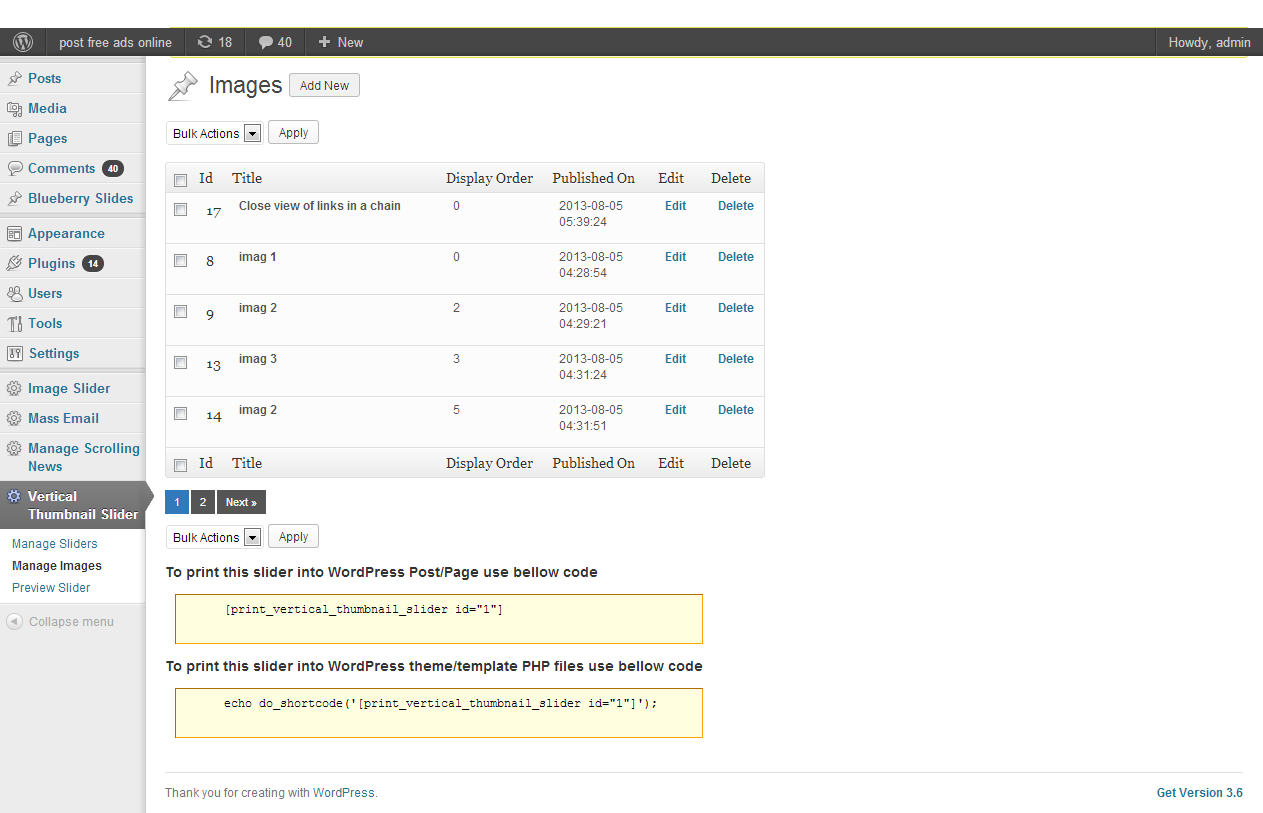 post free ads online 18 40 New Howdy, admin
Posts
Media
Pages
Comments 40
Blueberry Slides
Appearance
Plugins 14
Users
Tools
Settings
Image Slider
Mass Email
Manage Scrolling
News
Vertical
Thumbnail Slider
Manage Sliders
Manage Images
Preview Slider
Collapse menu
Images Add New
Bulk Actions Apply
Id Title Display Order Published On Edit Delete
17 Close view of links in a chain 0 2013-08-05 Edit Delete
05:39:24
8 imag 1 0 2013-08-05 Edit Delete
04:28:54
9 imag 2 2 2013-08-05 Edit Delete
04:29:21
13 imag 3 3 2013-08-05 Edit Delete
04:31:24
14 imag 2 5 2013-08-05 Edit Delete
04:31:51
Id Title Display Order Published On Edit Delete
1 2 Next »
Bulk Actions Apply
To print this slider into WordPress Post/Page use bellow code
[print_vertical_thumbnail_slider id="1"]
To print this slider into WordPress theme/template PHP files use bellow code
echo do_shortcode('[print_vertical_thumbnail_slider id="1"]');
Thank you for creating with WordPress. Get Version 3.6